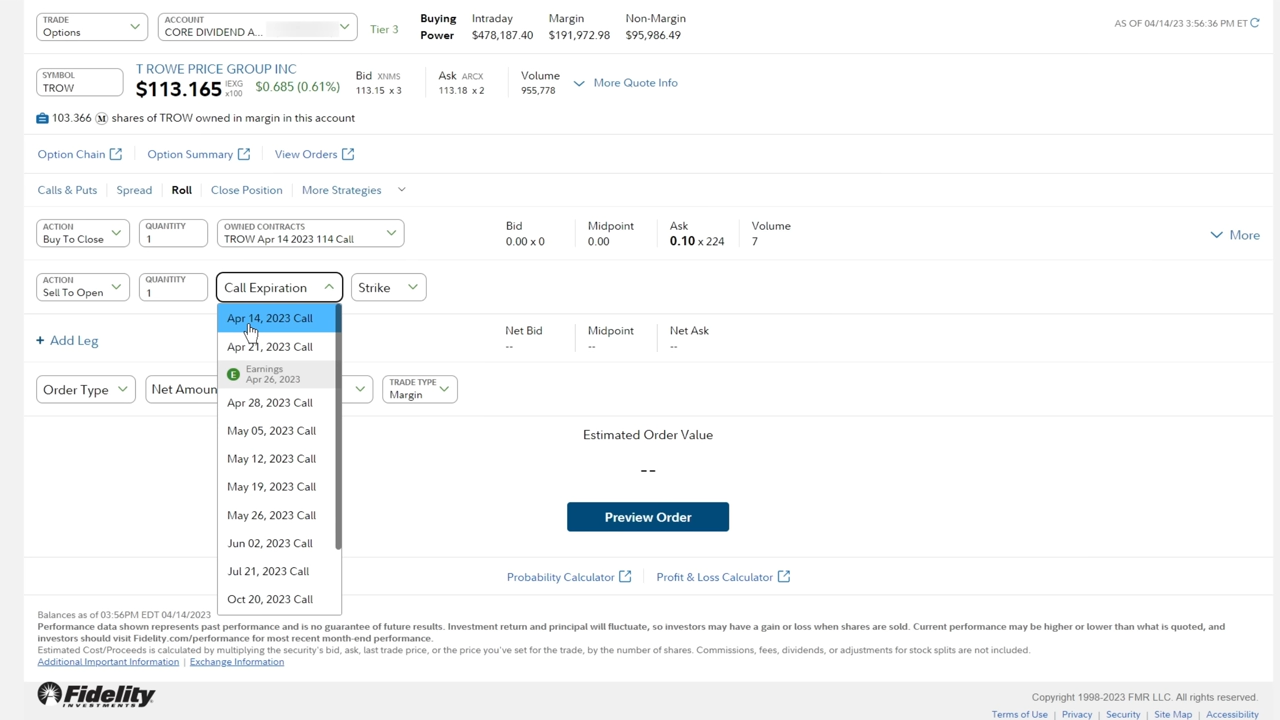 TRADE
Options
ACCOUNT
CORE DIVIDEND A...
Tier 3
Buying Power
Intraday
$478,187.40
Margin
$191,972.98
Non-Margin
$95,986.49
AS OF 04/14/23 3:56:36 PM ET
SYMBOL
TROW
T ROWE PRICE GROUP INC
$113.165 IEXG x100 $0.685 (0.61%)
Bid XNMS
113.15 x 3
Ask ARCX
113.18 x 2
Volume
955,778
More Quote Info
103.366 M shares of TROW owned in margin in this account
Option Chain
Option Summary
View Orders
Calls & Puts
Spread
Roll
Close Position
More Strategies
ACTION
Buy To Close
QUANTITY
1
OWNED CONTRACTS
TROW Apr 14 2023 114 Call
Bid
0.00 x 0
Midpoint
0.00
Ask
0.10 x 224
Volume
7
More
ACTION
Sell To Open
QUANTITY
1
Call Expiration
Strike
Apr 14, 2023 Call
Apr 21, 2023 Call
E Earnings
Apr 26, 2023
Apr 28, 2023 Call
May 05, 2023 Call
May 12, 2023 Call
May 19, 2023 Call
May 26, 2023 Call
Jun 02, 2023 Call
Jul 21, 2023 Call
Oct 20, 2023 Call
+ Add Leg
Net Bid
--
Midpoint
--
Net Ask
--
Order Type
Net Amoun
TRADE TYPE
Margin
Estimated Order Value
--
Preview Order
Probability Calculator
Profit & Loss Calculator
Balances as of 03:56PM EDT 04/14/2023
Performance data shown represents past performance and is no guarantee of future results. Investment return and principal will fluctuate, so investors may have a gain or loss when shares are sold. Current performance may be higher or lower than what is quoted, and
investors should visit Fidelity.com/performance for most recent month-end performance.
Estimated Cost/Proceeds is calculated by multiplying the security's bid, ask, last trade price, or the price you've set for the trade, by the number of shares. Commissions, fees, dividends, or adjustments for stock splits are not included.
Additional Important Information | Exchange Information
Fidelity
INVESTMENTS
Copyright 1998-2023 FMR LLC. All rights reserved.
Terms of Use | Privacy | Security | Site Map | Accessibility